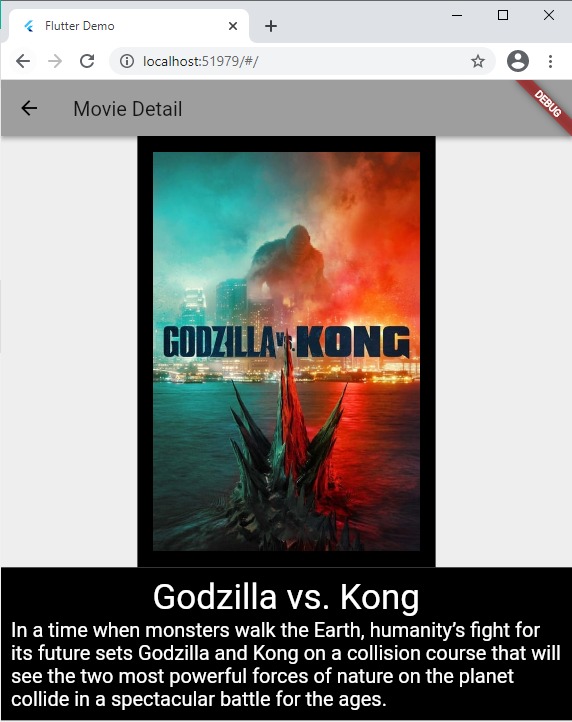 Flutter Demo
localhost:51979/#/
Movie Detail
DEBUG
GODZILLA vs. KONG
Godzilla vs. Kong
In a time when monsters walk the Earth, humanity’s fight for
its future sets Godzilla and Kong on a collision course that will
see the two most powerful forces of nature on the planet
collide in a spectacular battle for the ages.